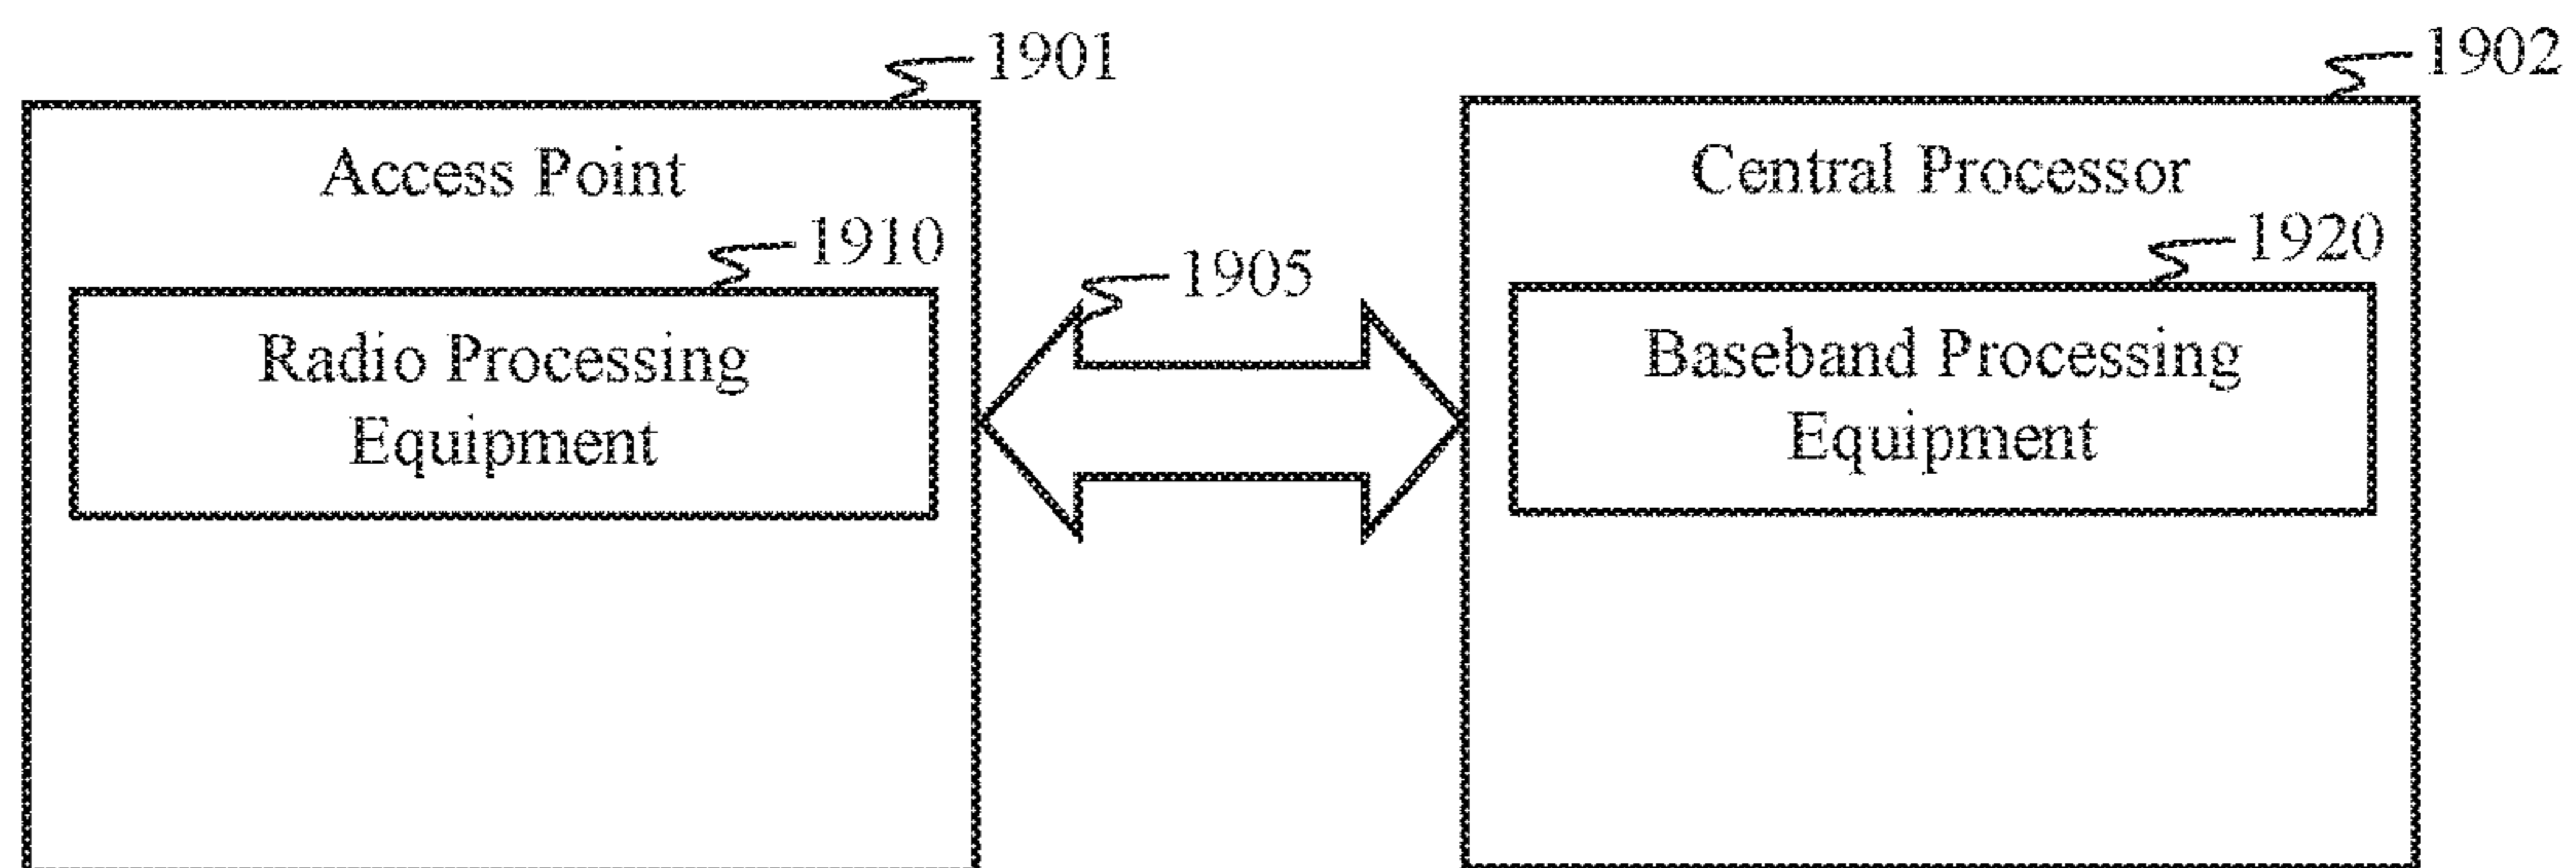 1901
1902
Access Point
Central Processor
1910
1905
1920
Radio Processing
Equipment
Baseband Processing
Equipment